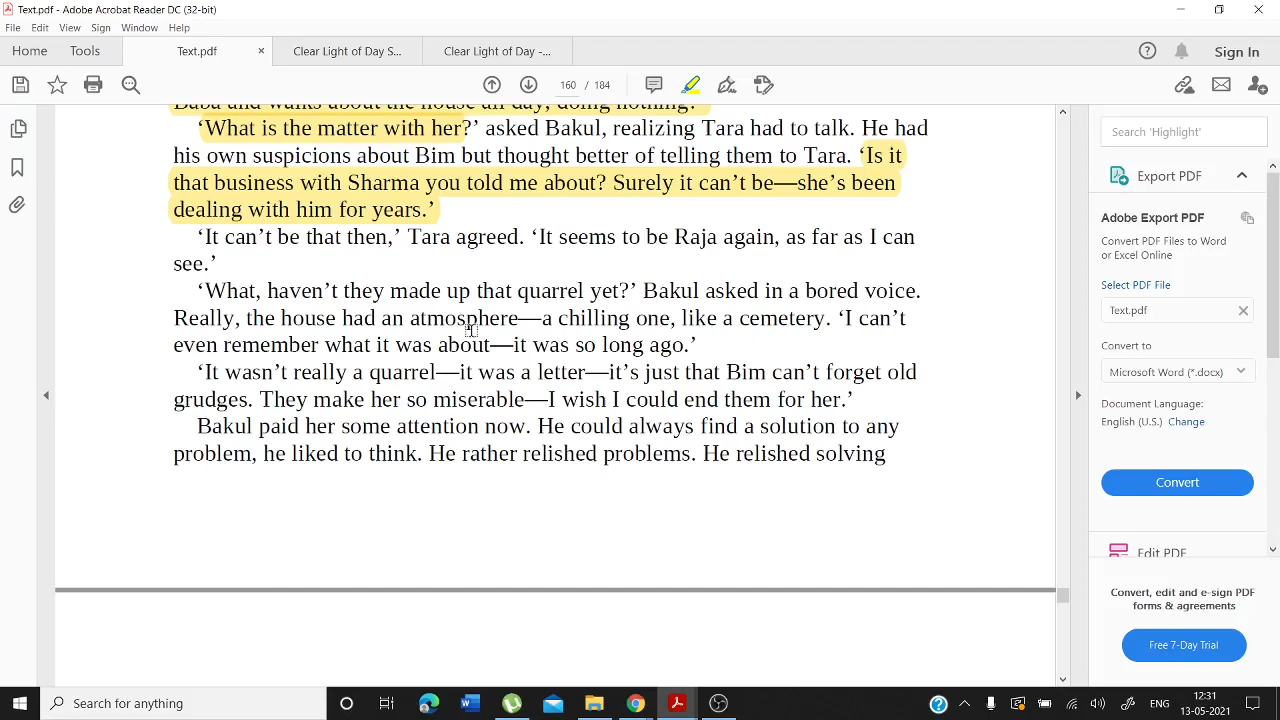 Text.pdf - Adobe Acrobat Reader DC (32-bit)
File Edit View Sign Window Help
Home Tools Text.pdf × Clear Light of Day S... Clear Light of Day -... Sign In
160 / 184
‘What is the matter with her?’ asked Bakul, realizing Tara had to talk. He had
his own suspicions about Bim but thought better of telling them to Tara. ‘Is it
that business with Sharma you told me about? Surely it can’t be—she’s been
dealing with him for years.’
‘It can’t be that then,’ Tara agreed. ‘It seems to be Raja again, as far as I can
see.’
‘What, haven’t they made up that quarrel yet?’ Bakul asked in a bored voice.
Really, the house had an atmosphere—a chilling one, like a cemetery. ‘I can’t
even remember what it was about—it was so long ago.’
‘It wasn’t really a quarrel—it was a letter—it’s just that Bim can’t forget old
grudges. They make her so miserable—I wish I could end them for her.’
Bakul paid her some attention now. He could always find a solution to any
problem, he liked to think. He rather relished problems. He relished solving
Search 'Highlight'
Export PDF
Adobe Export PDF
Convert PDF Files to Word
or Excel Online
Select PDF File
Text.pdf
Convert to
Microsoft Word (*.docx)
Document Language:
English (U.S.) Change
Convert
Edit PDF
Convert, edit and e-sign PDF
forms & agreements
Free 7-Day Trial
Search for anything
ENG
12:31
13-05-2021